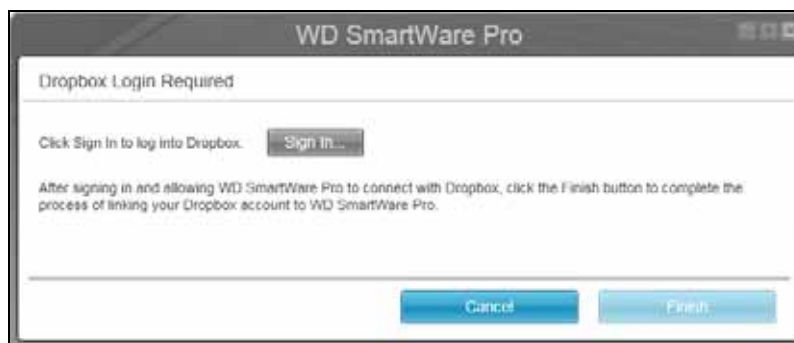 WD SmartWare Pro
Dropbox Login Required
Click Sign In to log into Dropbox. Sign In...
After signing in and allowing WD SmartWare Pro to connect with Dropbox, click the Finish button to complete the
process of linking your Dropbox account to WD SmartWare Pro.
Cancel Finish